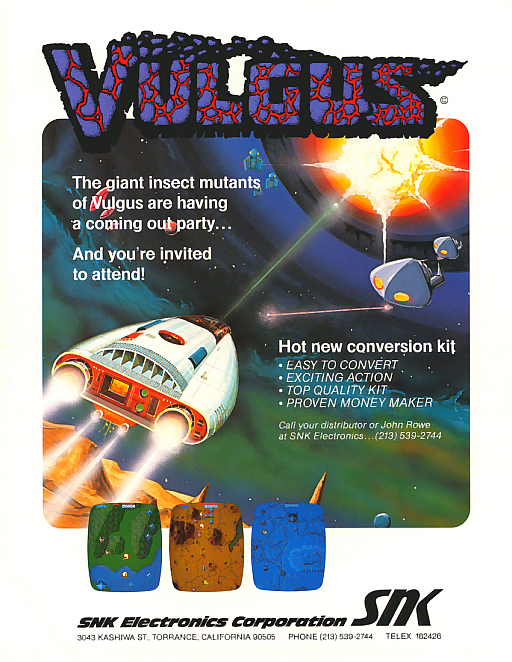 VULGUS
©
The giant insect mutants
of Vulgus are having
a coming out party...
And you're invited
to attend!
Hot new conversion kit
• EASY TO CONVERT
• EXCITING ACTION
• TOP QUALITY KIT
• PROVEN MONEY MAKER
Call your distributor or John Rowe
at SNK Electronics...(213) 539-2744
SNK Electronics Corporation SNK
3043 KASHIWA ST., TORRANCE, CALIFORNIA 90505 PHONE (213) 539-2744 TELEX 182426